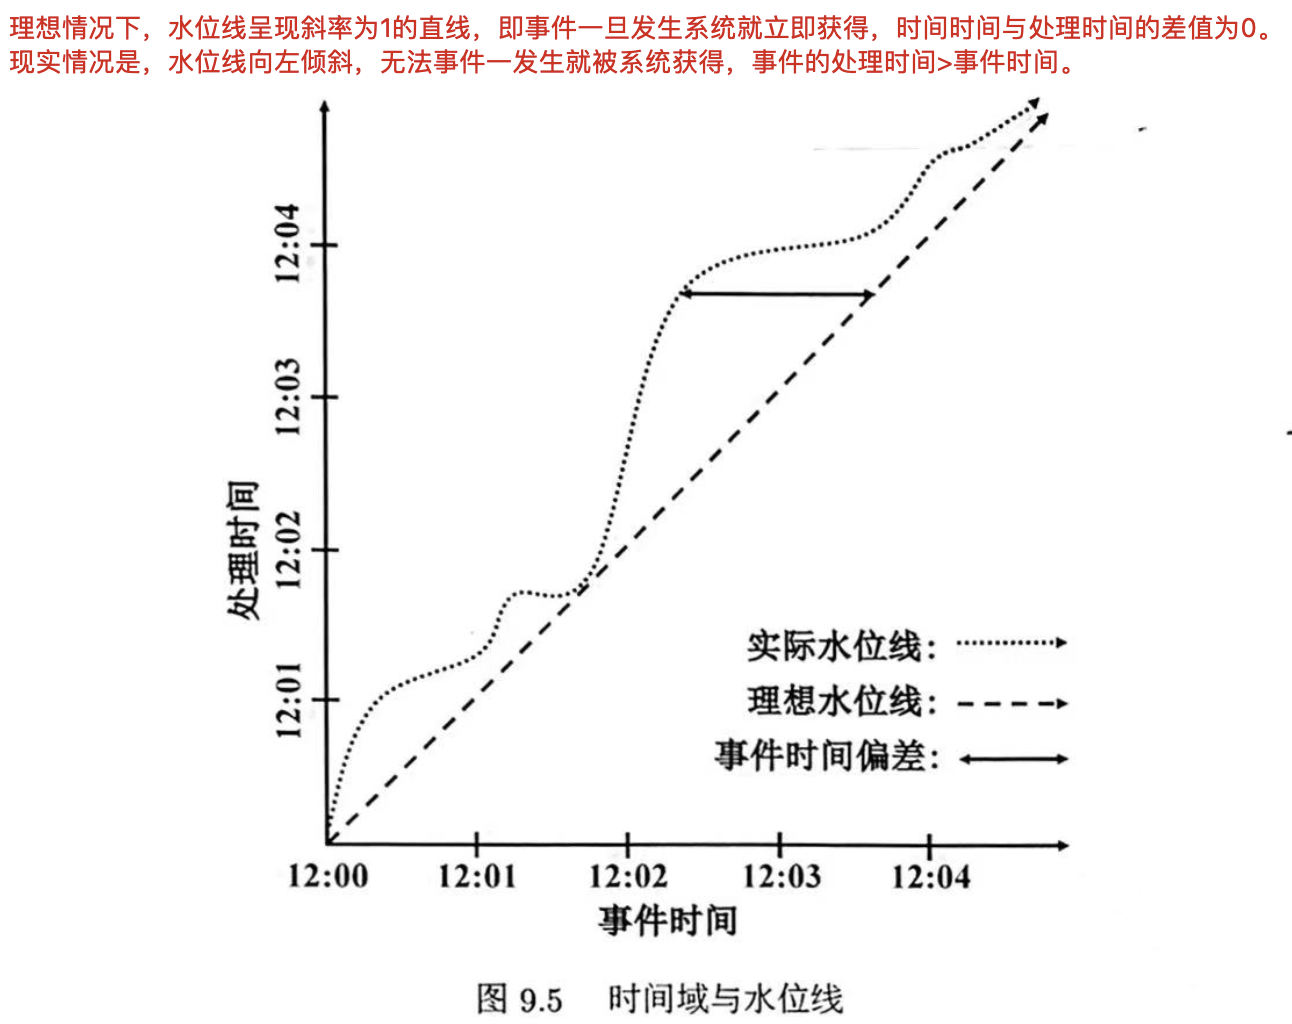 理想情况下，水位线呈现斜率为1的直线，即事件一旦发生系统就立即获得，时间时间与处理时间的差值为0。
现实情况是，水位线向左倾斜，无法事件一发生就被系统获得，事件的处理时间>事件时间。
12:04
12:03
12:02
12:01
处理时间
实际水位线：
理想水位线：
事件时间偏差：
12:00
12:01
12:02
12:03
12:04
事件时间
图 9.5 时间域与水位线